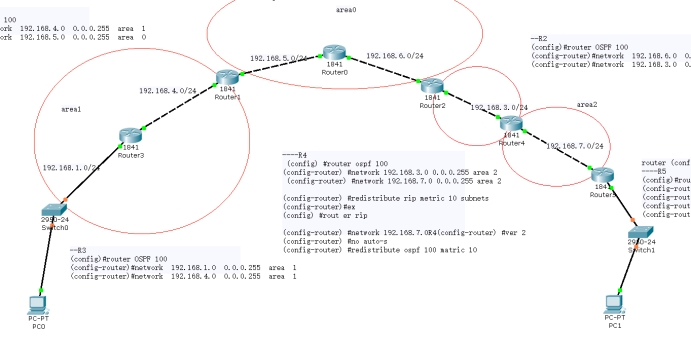 100
area0
ork  192.168.4.0  0.0.0.255  area  1
ork  192.168.5.0  0.0.0.255  area  0
--R2
(config)#router OSPF 100
(config-router)#network  192.168.6.0  0.
(config-router)#network  192.168.3.0  0.
192.168.5.0/24
192.168.6.0/24
1841
Router0
1841
Router1
192.168.4.0/24
1841
Router2
192.168.3.0/24
area1
area2
1841
Router4
1841
Router3
192.168.7.0/24
192.168.1.0/24
----R4
(config) #router ospf 100
(config-router) #network 192.168.3.0 0.0.0.255 area 2
(config-router) #network 192.168.7.0 0.0.0.255 area 2
(config-router) #redistribute rip metric 10 subnets
(config-router)#ex
(config) #rout er rip
(config-router) #network 192.168.7.0R4(config-router) #ver 2
(config-router) #no auto-s
(config-router) #redistribute ospf 100 matric 10
router (conf
----R5
(config)#rou
(config-rout
(config-rout
(config-rout
1841
2950-24
Switch0
2950-24
Switch1
--R3
(config)#router OSPF 100
(config-router)#network  192.168.1.0  0.0.0.255  area  1
(config-router)#network  192.168.4.0  0.0.0.255  area  1
PC-PT
PC0
PC-PT
PC1